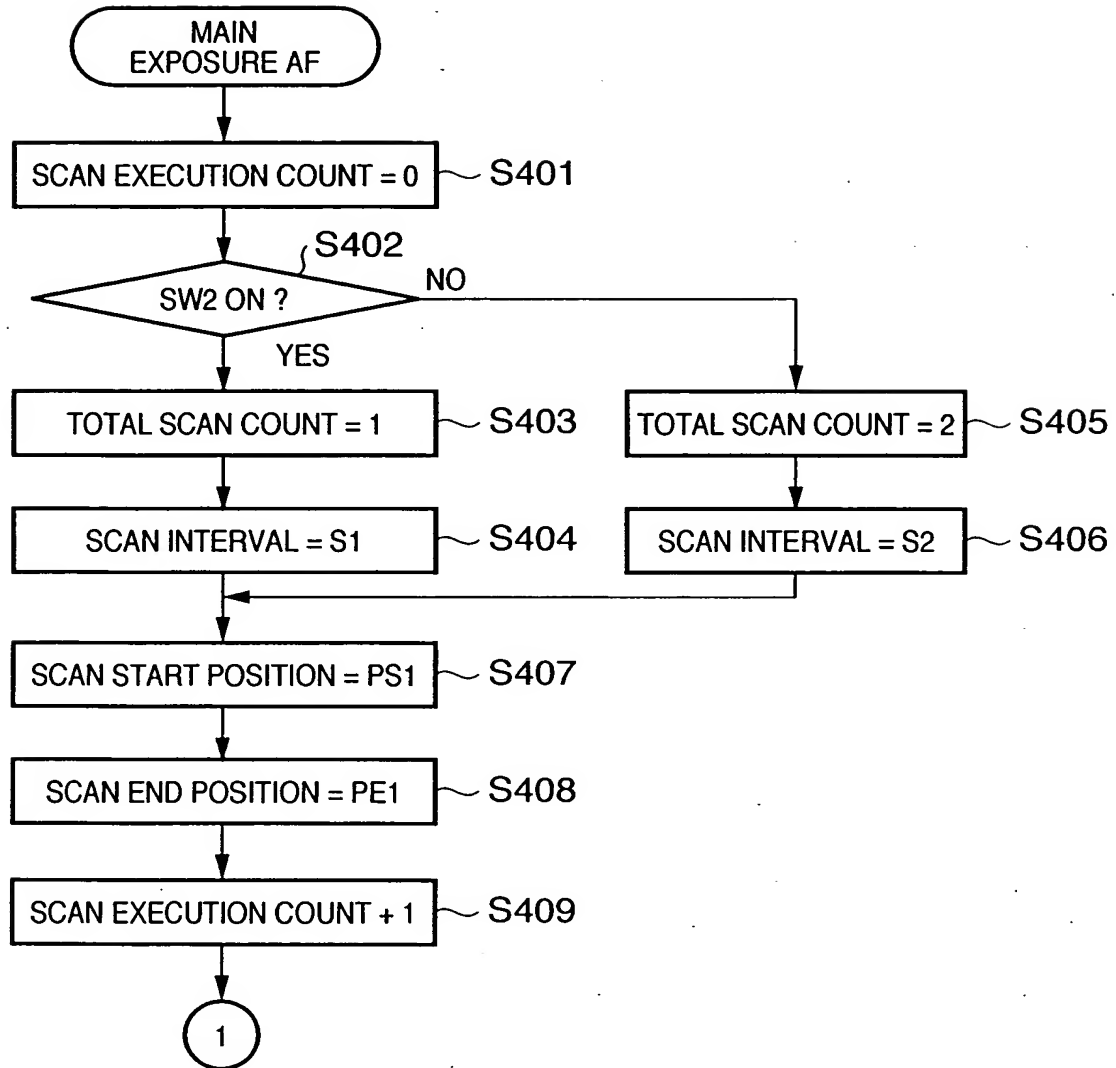 MAIN
EXPOSURE AF
SCAN EXECUTION COUNT = 0
S401
S402
SW2 ON ?
NO
YES
TOTAL SCAN COUNT = 1
S403
TOTAL SCAN COUNT = 2
S405
SCAN INTERVAL = S1
S404
SCAN INTERVAL = S2
S406
SCAN START POSITION = PS1
S407
SCAN END POSITION = PE1
S408
SCAN EXECUTION COUNT + 1
S409
1